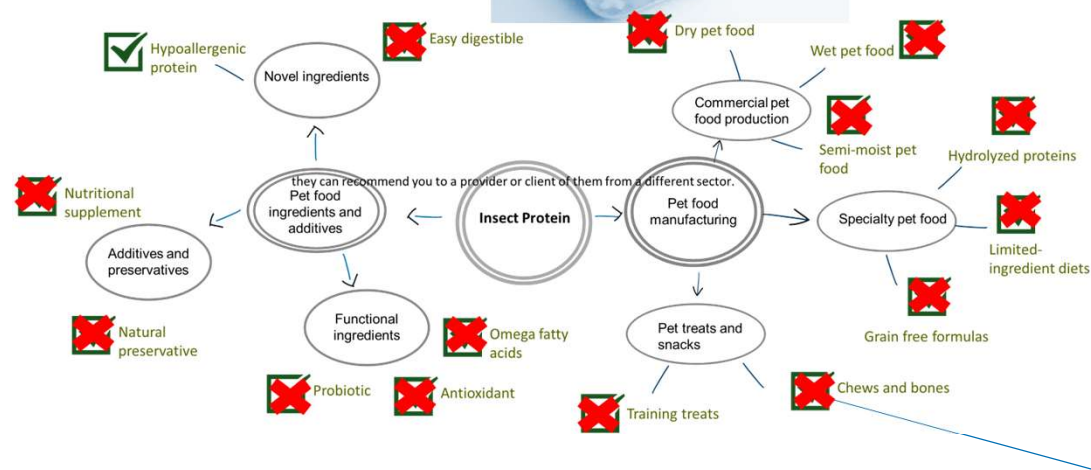 Hypoallergenic
protein
Novel ingredients
Easy digestible
Dry pet food
Wet pet food
Commercial pet
food production
Semi-moist pet
food
Hydrolyzed proteins
Nutritional
supplement
they can recommend you to a provider or client of them from a different sector.
Pet food
ingredients and
additives
Insect Protein
Pet food
manufacturing
Specialty pet food
Limited-
ingredient diets
Additives and
preservatives
Natural
preservative
Functional
ingredients
Omega fatty
acids
Probiotic
Antioxidant
Pet treats and
snacks
Grain free formulas
Training treats
Chews and bones